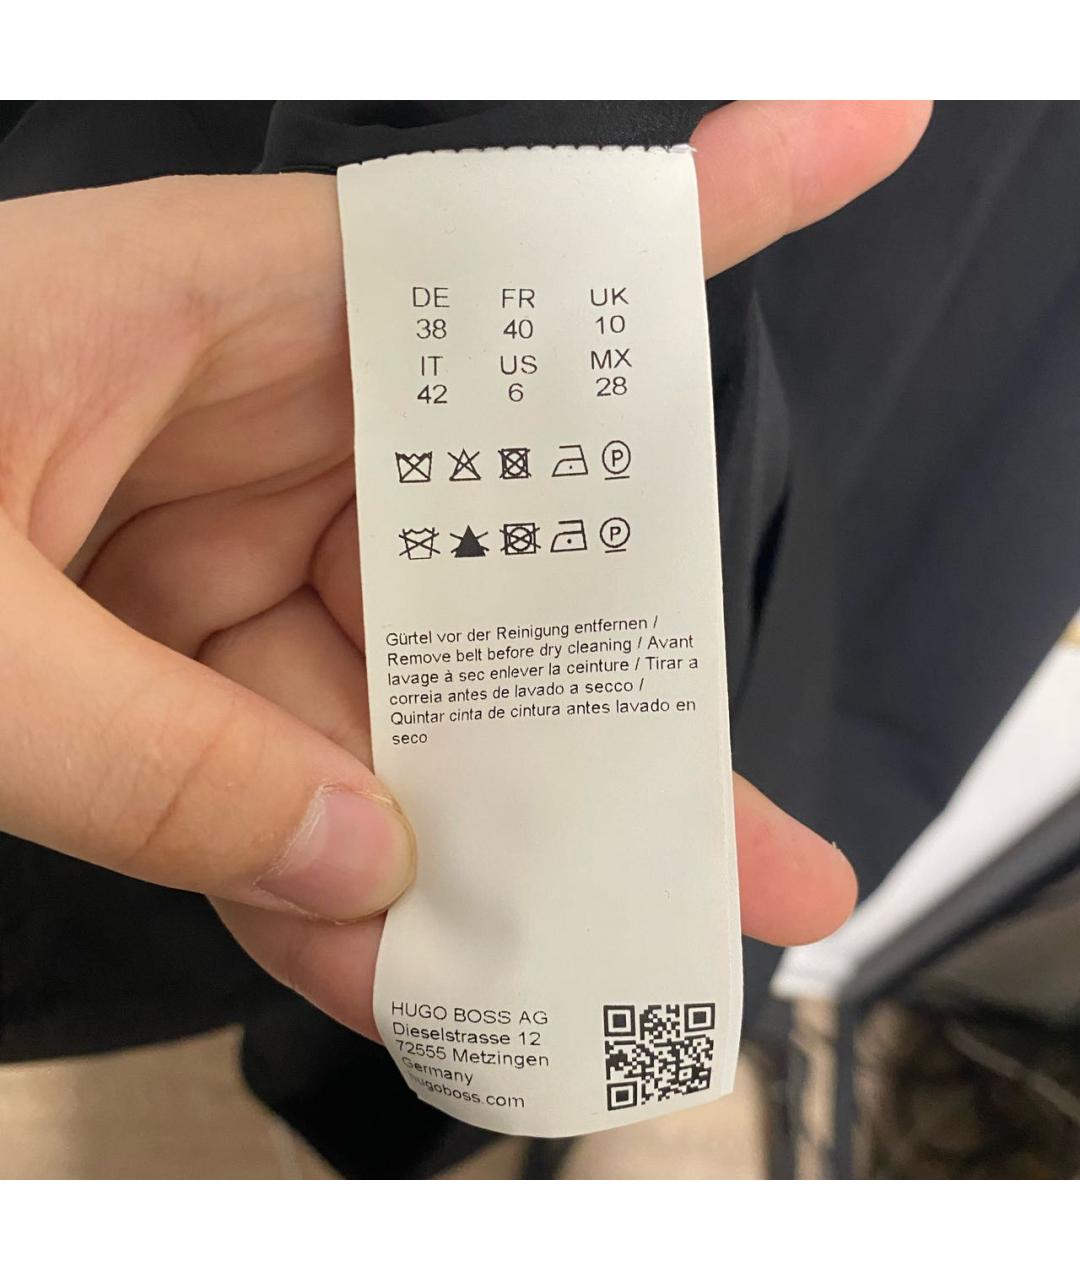 DE FR UK
38 40 10
IT US MX
42 6 28
P
P
Gürtel vor der Reinigung entfernen /
Remove belt before dry cleaning / Avant
lavage à sec enlever la ceinture / Tirar a
correia antes de lavado a secco /
Quintar cinta de cintura antes lavado en
seco
HUGO BOSS AG
Dieselstrasse 12
72555 Metzingen
Germany
hugoboss.com